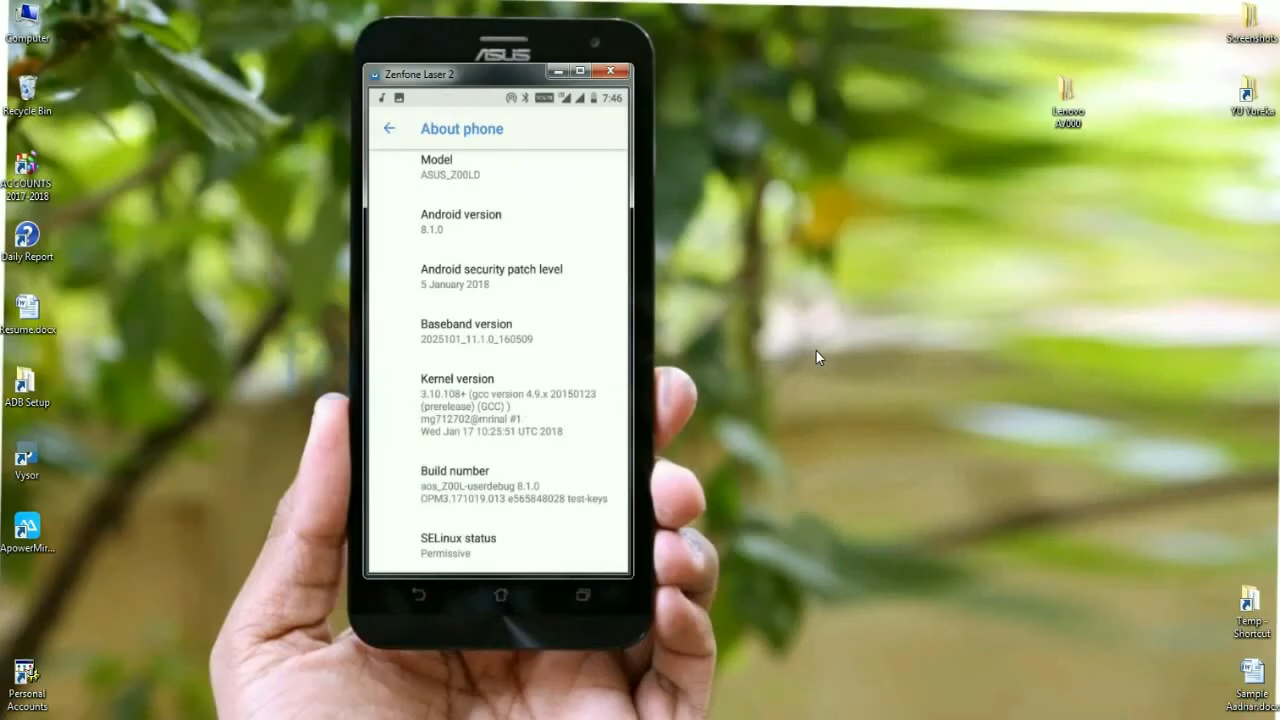 Computer
Recycle Bin
ACCOUNTS
2017-2018
Daily Report
Resume.docx
ADB Setup
Vysor
ApowerMir...
Personal
Accounts
ASUS
Zenfone Laser 2
VOLTE
7:46
About phone
Model
ASUS_Z00LD
Android version
8.1.0
Android security patch level
5 January 2018
Baseband version
2025101_11.1.0_160509
Kernel version
3.10.108+ (gcc version 4.9.x 20150123
(prerelease) (GCC) )
mg712702@mrinal #1
Wed Jan 17 10:25:51 UTC 2018
Build number
aos_Z00L-userdebug 8.1.0
OPM3.171019.013 e565848028 test-keys
SELinux status
Permissive
Lenovo
A7000
Screenshots
YU Yureka
Temp -
Shortcut
Sample
Aadhar.docx